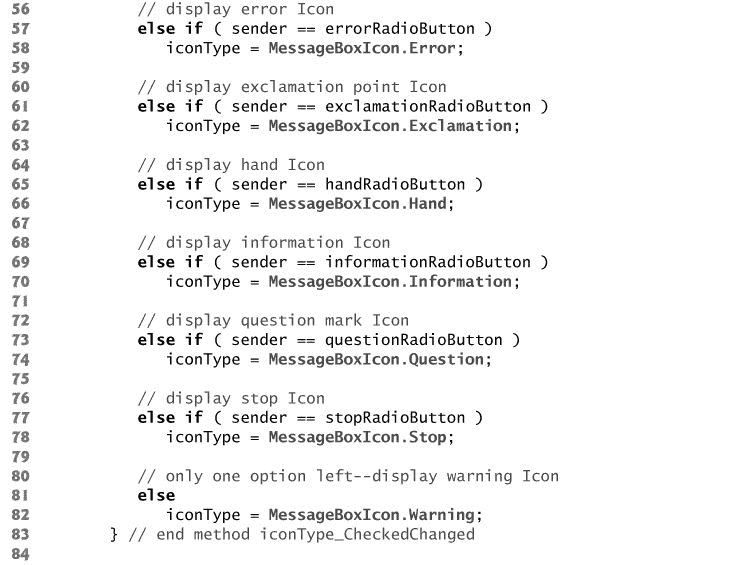 56 // display error Icon
57 else if ( sender == errorRadioButton )
58 iconType = MessageBoxIcon.Error;
59
60 // display exclamation point Icon
61 else if ( sender == exclamationRadioButton )
62 iconType = MessageBoxIcon.Exclamation;
63
64 // display hand Icon
65 else if ( sender == handRadioButton )
66 iconType = MessageBoxIcon.Hand;
67
68 // display information Icon
69 else if ( sender == informationRadioButton )
70 iconType = MessageBoxIcon.Information;
71
72 // display question mark Icon
73 else if ( sender == questionRadioButton )
74 iconType = MessageBoxIcon.Question;
75
76 // display stop Icon
77 else if ( sender == stopRadioButton )
78 iconType = MessageBoxIcon.Stop;
79
80 // only one option left--display warning Icon
81 else
82 iconType = MessageBoxIcon.Warning;
83 } // end method iconType_CheckedChanged
84